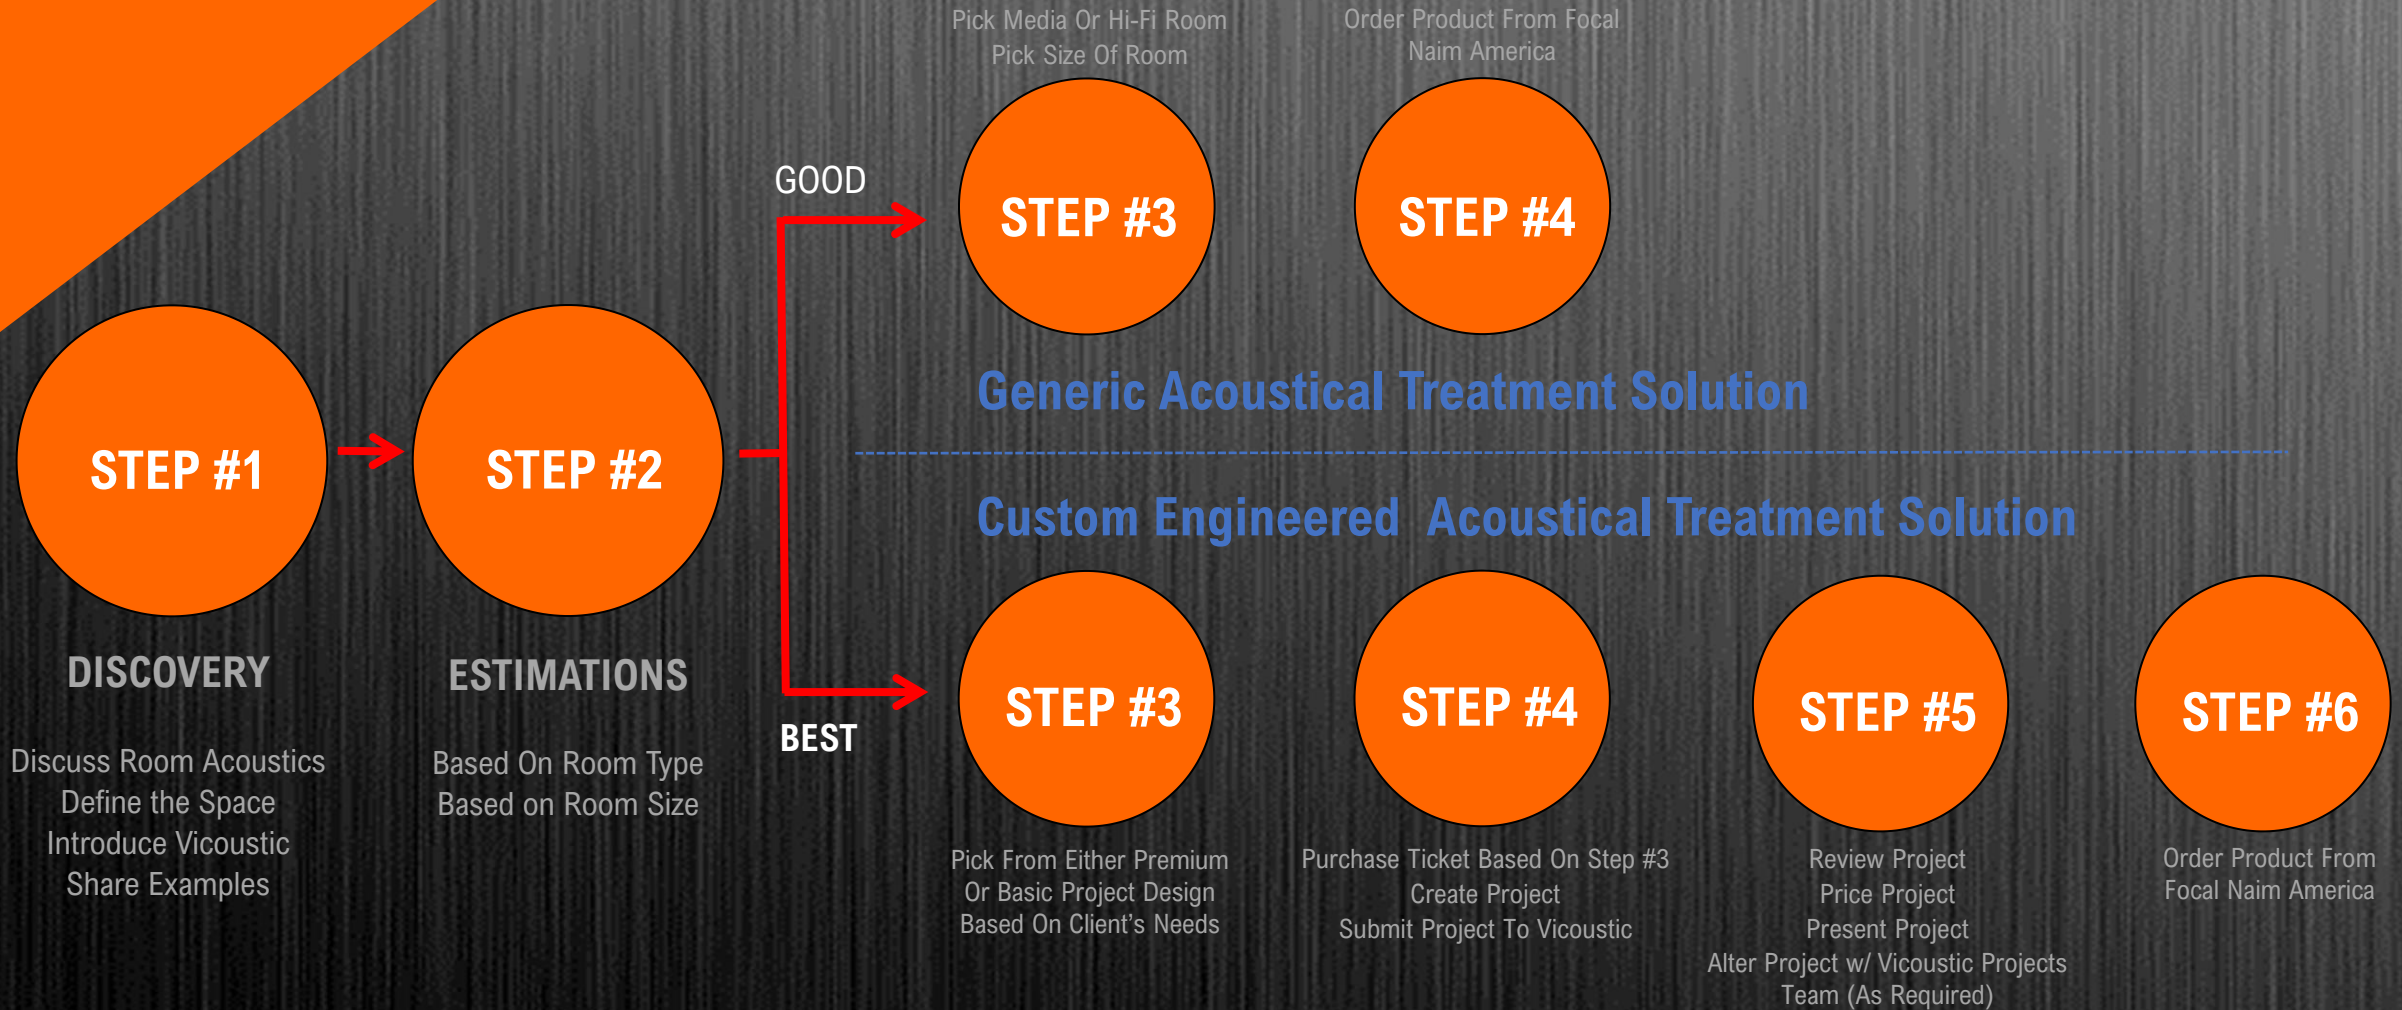 Pick Media Or Hi-Fi Room
Pick Size Of Room
Order Product From Focal
Naim America
GOOD
STEP #3
STEP #4
Generic Acoustical Treatment Solution
STEP #1
STEP #2
Custom Engineered Acoustical Treatment Solution
DISCOVERY
Discuss Room Acoustics
Define the Space
Introduce Vicoustic
Share Examples
ESTIMATIONS
Based On Room Type
Based on Room Size
BEST
STEP #3
Pick From Either Premium
Or Basic Project Design
Based On Client's Needs
STEP #4
Purchase Ticket Based On Step #3
Create Project
Submit Project To Vicoustic
STEP #5
Review Project
Price Project
Present Project
Alter Project w/ Vicoustic Projects
Team (As Required)
STEP #6
Order Product From
Focal Naim America